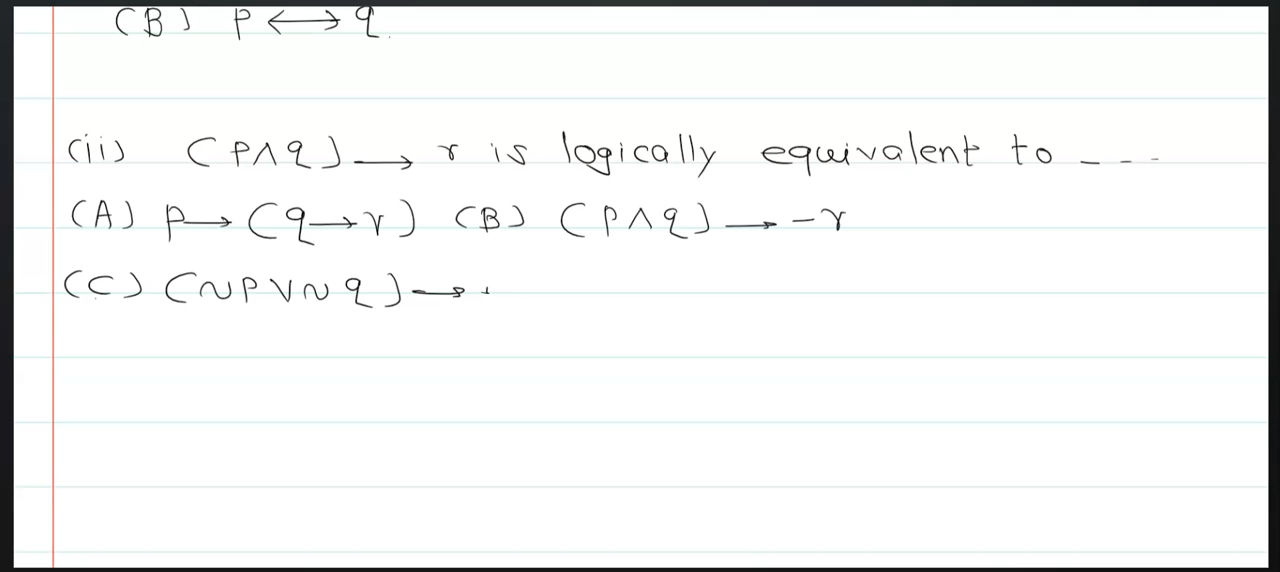 (B) p ⟷ q.
(ii) (p∧q) ⟶ r is logically equivalent to ---
(A) p⟶(q⟶r) (B) (p∧q) ⟶ -r
(C) (~p∨~q) ⟶